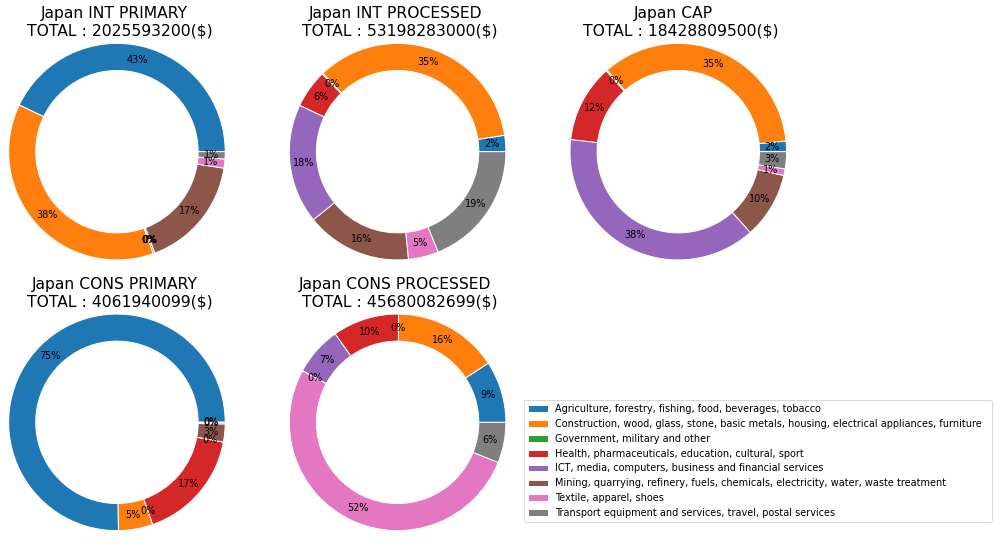 Japan INT PRIMARY
TOTAL : 2025593200($)
43%
38%
0%
0%
17%
1%
1%
Japan INT PROCESSED
TOTAL : 53198283000($)
2%
35%
0%
6%
18%
16%
5%
19%
Japan CAP
TOTAL : 18428809500($)
2%
35%
0%
12%
38%
10%
1%
3%
Japan CONS PRIMARY
TOTAL : 4061940099($)
75%
5%
0%
17%
0%
3%
0%
0%
Japan CONS PROCESSED
TOTAL : 45680082699($)
9%
16%
0%
10%
7%
0%
52%
6%
Agriculture, forestry, fishing, food, beverages, tobacco
Construction, wood, glass, stone, basic metals, housing, electrical appliances, furniture
Government, military and other
Health, pharmaceuticals, education, cultural, sport
ICT, media, computers, business and financial services
Mining, quarrying, refinery, fuels, chemicals, electricity, water, waste treatment
Textile, apparel, shoes
Transport equipment and services, travel, postal services